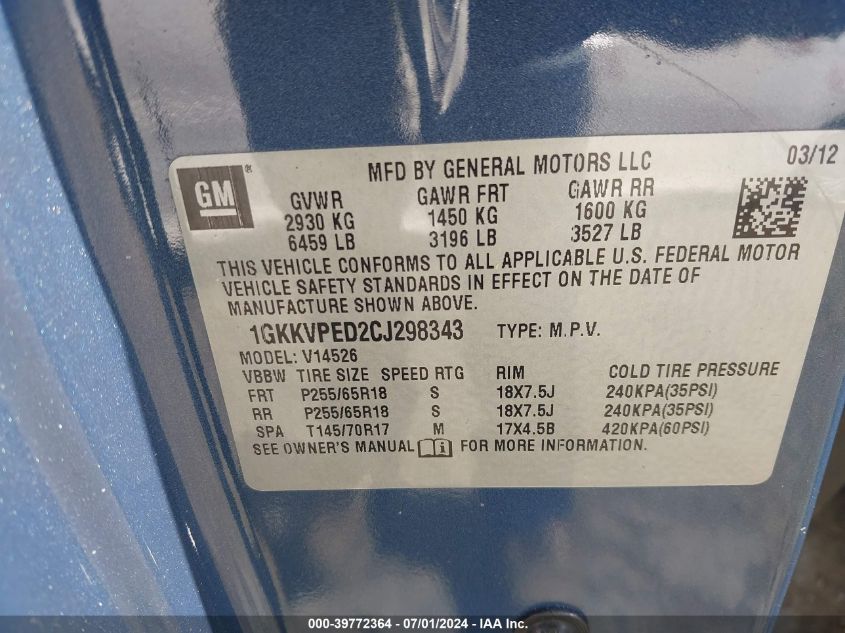 MFD BY GENERAL MOTORS LLC 03/12
GM ®
GVWR GAWR FRT GAWR RR
2930 KG 1450 KG 1600 KG
6459 LB 3196 LB 3527 LB
THIS VEHICLE CONFORMS TO ALL APPLICABLE U.S. FEDERAL MOTOR
VEHICLE SAFETY STANDARDS IN EFFECT ON THE DATE OF
MANUFACTURE SHOWN ABOVE.
1GKKVPED2CJ298343 TYPE: M.P.V.
MODEL: V14526
VBBW TIRE SIZE SPEED RTG RIM COLD TIRE PRESSURE
FRT P255/65R18 S 18X7.5J 240KPA(35PSI)
RR P255/65R18 S 18X7.5J 240KPA(35PSI)
SPA T145/70R17 M 17X4.5B 420KPA(60PSI)
SEE OWNER'S MANUAL FOR MORE INFORMATION.
000-39772364 - 07/01/2024 - IAA Inc.